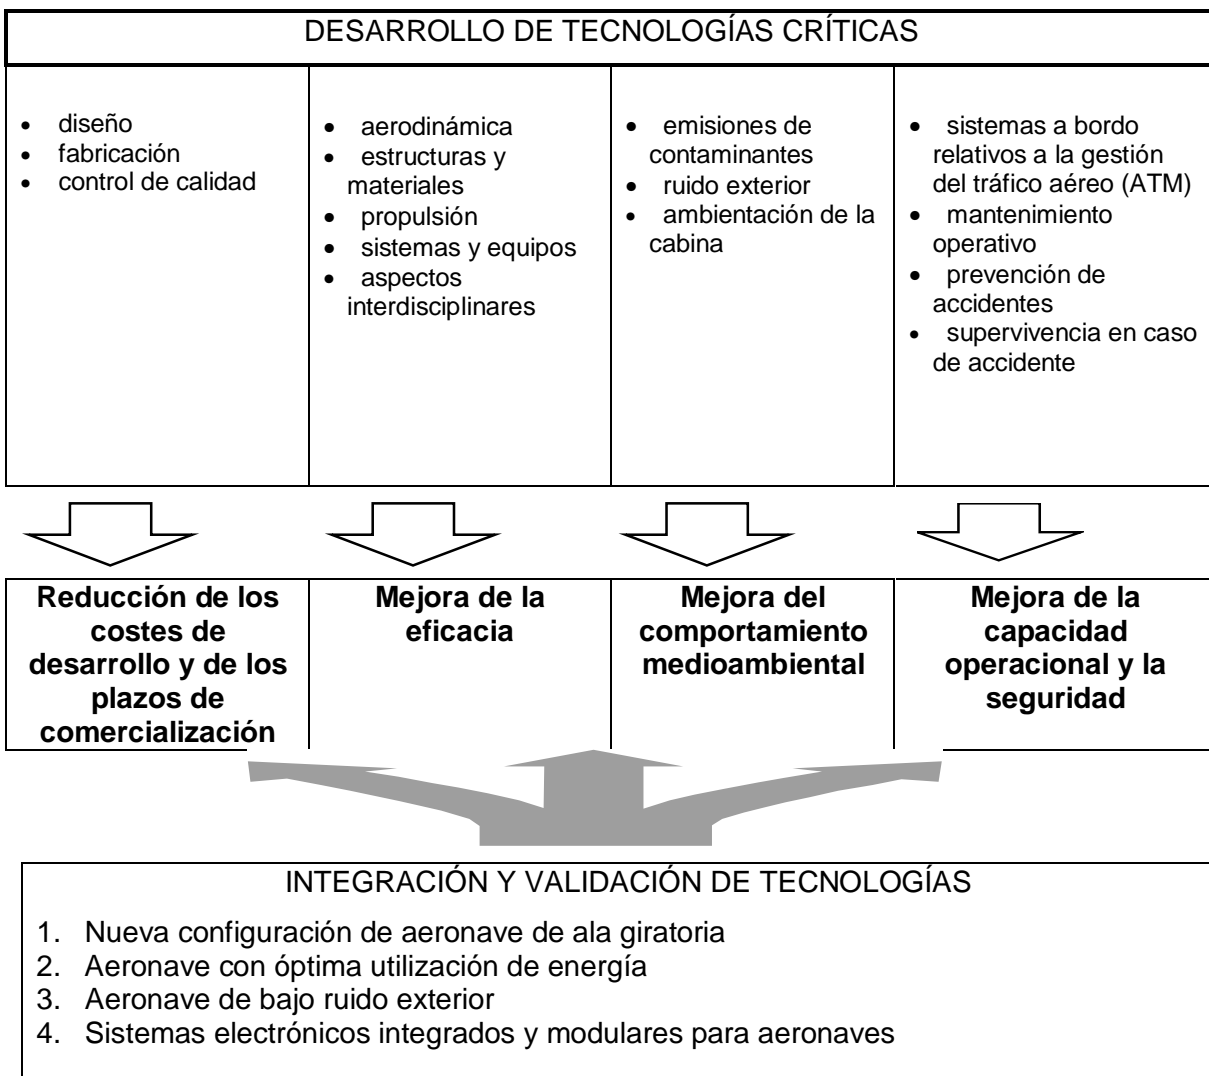 DESARROLLO DE TECNOLOGÍAS CRÍTICAS
• diseño
• fabricación
• control de calidad
• aerodinámica
• estructuras y
materiales
• propulsión
• sistemas y equipos
• aspectos
interdisciplinares
• emisiones de
contaminantes
• ruido exterior
• ambientación de la
cabina
• sistemas a bordo
relativos a la gestión
del tráfico aéreo (ATM)
• mantenimiento
operativo
• prevención de
accidentes
• supervivencia en caso
de accidente
Reducción de los
costes de
desarrollo y de los
plazos de
comercialización
Mejora de la
eficacia
Mejora del
comportamiento
medioambiental
Mejora de la
capacidad
operacional y la
seguridad
INTEGRACIÓN Y VALIDACIÓN DE TECNOLOGÍAS
1. Nueva configuración de aeronave de ala giratoria
2. Aeronave con óptima utilización de energía
3. Aeronave de bajo ruido exterior
4. Sistemas electrónicos integrados y modulares para aeronaves